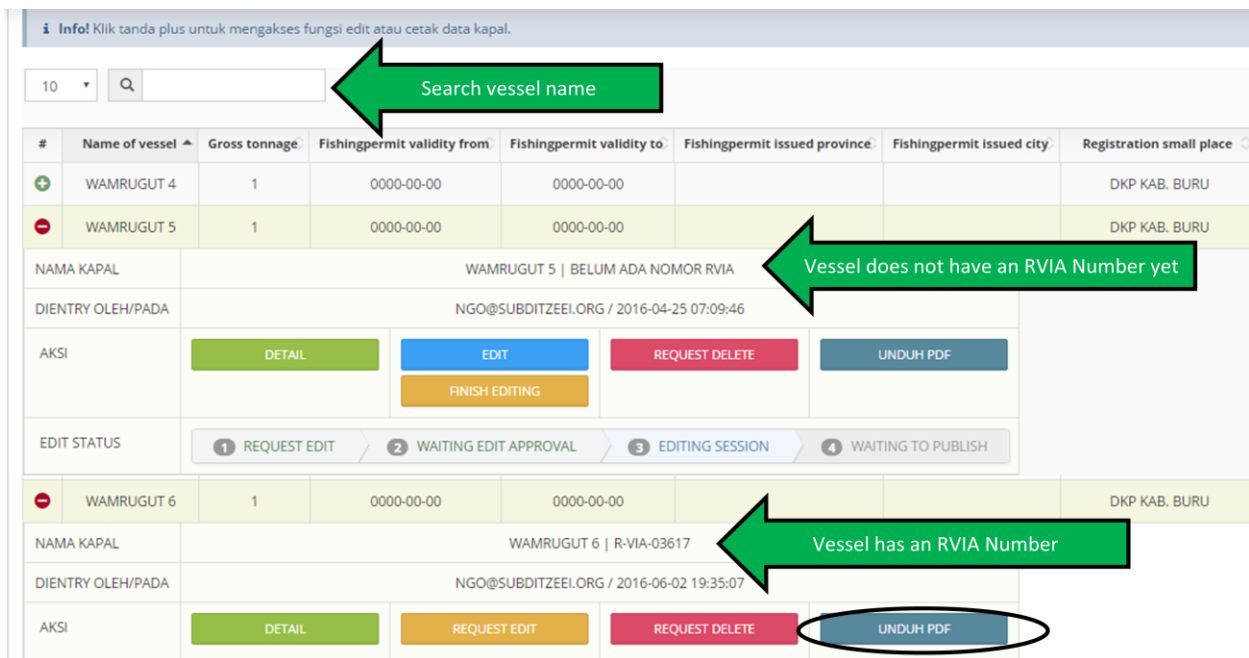 i Info! Klik tanda plus untuk mengakses fungsi edit atau cetak data kapal.
10 Search vessel name
# Name of vessel Gross tonnage Fishingpermit validity from Fishingpermit validity to Fishingpermit issued province Fishingpermit issued city Registration small place
WAMRUGUT 4 1 0000-00-00 0000-00-00 DKP KAB. BURU
WAMRUGUT 5 1 0000-00-00 0000-00-00 DKP KAB. BURU
NAMA KAPAL WAMRUGUT 5 | BELUM ADA NOMOR RVIA Vessel does not have an RVIA Number yet
DIENTRY OLEH/PADA NGO@SUBDITZEEI.ORG / 2016-04-25 07:09:46
AKSI DETAIL EDIT REQUEST DELETE UNDUH PDF
FINISH EDITING
EDIT STATUS 1 REQUEST EDIT 2 WAITING EDIT APPROVAL 3 EDITING SESSION 4 WAITING TO PUBLISH
WAMRUGUT 6 1 0000-00-00 0000-00-00 DKP KAB. BURU
NAMA KAPAL WAMRUGUT 6 | R-VIA-03617 Vessel has an RVIA Number
DIENTRY OLEH/PADA NGO@SUBDITZEEI.ORG / 2016-06-02 19:35:07
AKSI DETAIL REQUEST EDIT REQUEST DELETE UNDUH PDF